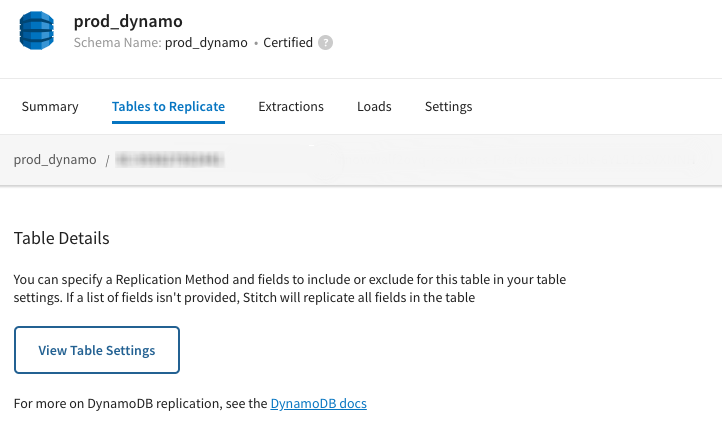 prod_dynamo
Schema Name: prod_dynamo • Certified ?
Summary Tables to Replicate Extractions Loads Settings
prod_dynamo /
Table Details
You can specify a Replication Method and fields to include or exclude for this table in your table
settings. If a list of fields isn't provided, Stitch will replicate all fields in the table
View Table Settings
For more on DynamoDB replication, see the DynamoDB docs